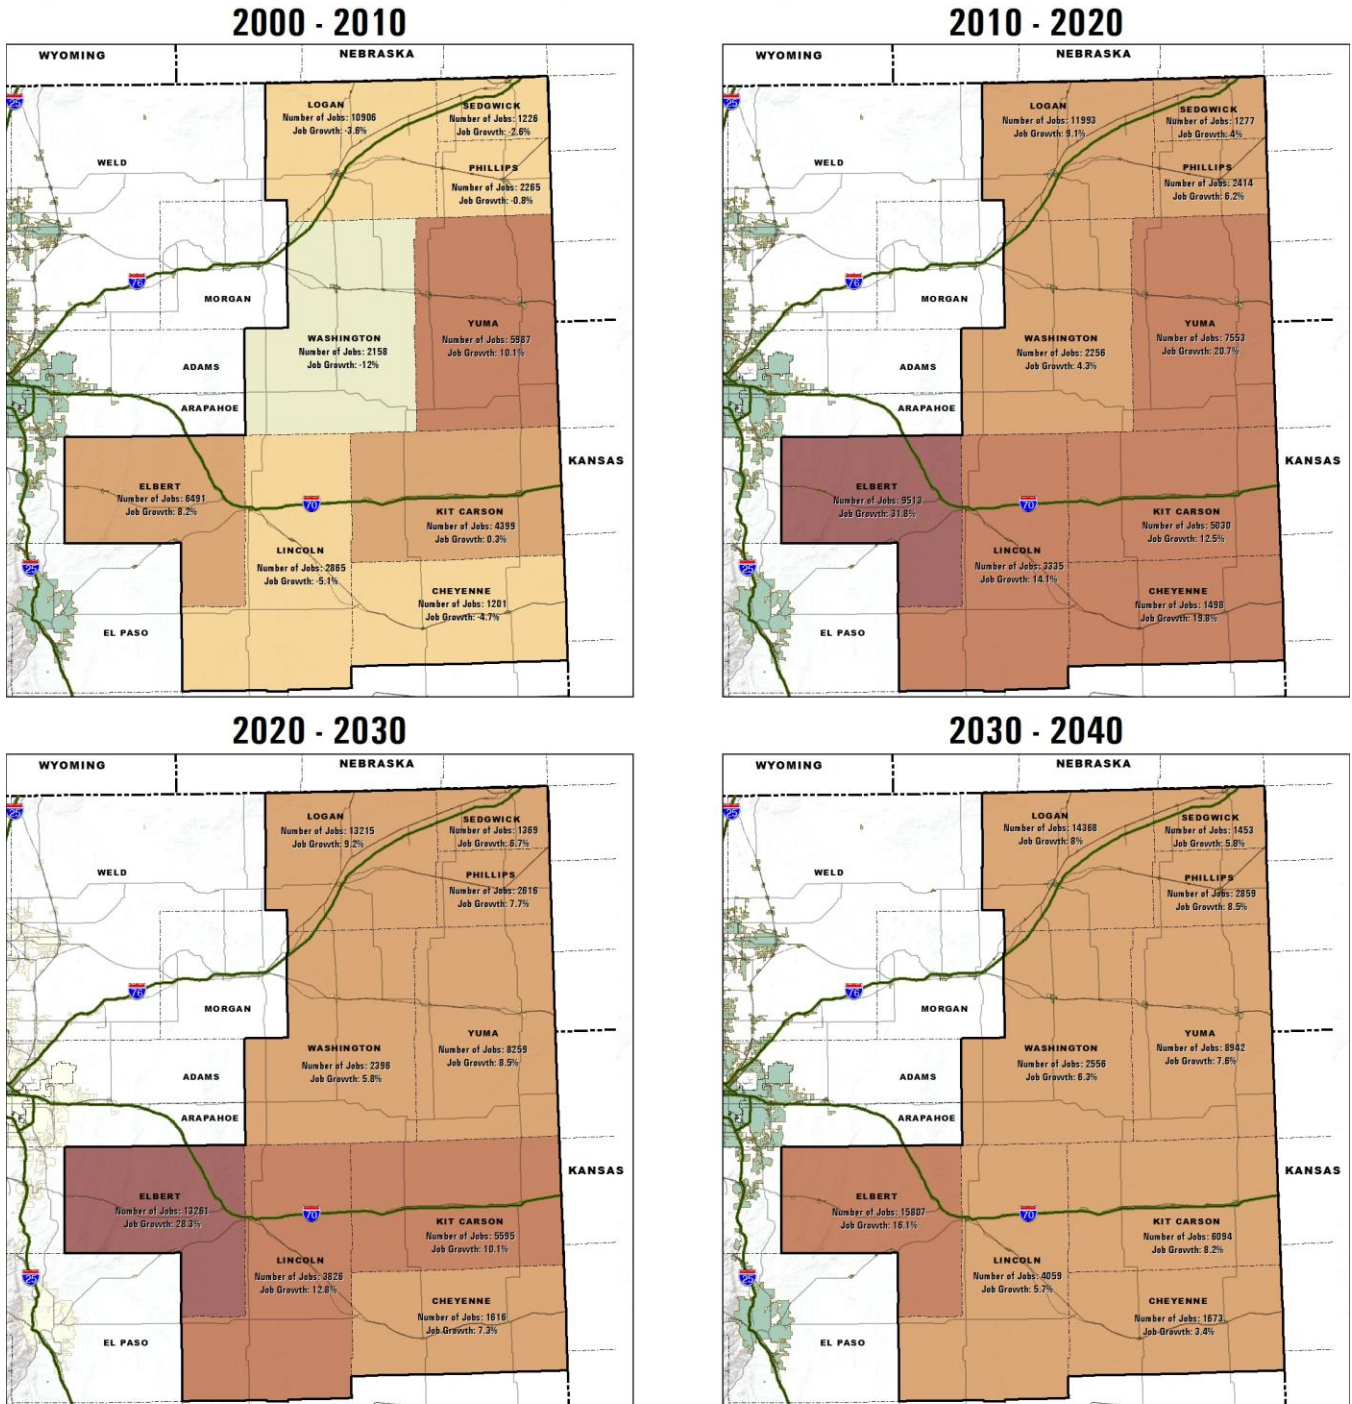 2000 - 2010
WYOMING
NEBRASKA
25
LOGAN
Number of Jobs: 10906
Job Growth: -3.6%
SEDGWICK
Number of Jobs: 1226
Job Growth: -2.6%
WELD
PHILLIPS
Number of Jobs: 2265
Job Growth: -0.8%
76
MORGAN
WASHINGTON
Number of Jobs: 2158
Job Growth: -12%
YUMA
Number of Jobs: 5987
Job Growth: 10.1%
ADAMS
ARAPAHOE
KANSAS
ELBERT
Number of Jobs: 6491
Job Growth: 8.2%
70
KIT CARSON
Number of Jobs: 4399
Job Growth: 0.3%
LINCOLN
Number of Jobs: 2865
Job Growth: -5.1%
25
CHEYENNE
Number of Jobs: 1201
Job Growth: -4.7%
EL PASO
2010 - 2020
WYOMING
NEBRASKA
25
LOGAN
Number of Jobs: 11993
Job Growth: 9.1%
SEDGWICK
Number of Jobs: 1277
Job Growth: 4%
WELD
PHILLIPS
Number of Jobs: 2414
Job Growth: 6.2%
76
MORGAN
WASHINGTON
Number of Jobs: 2256
Job Growth: 4.3%
YUMA
Number of Jobs: 7553
Job Growth: 20.7%
ADAMS
ARAPAHOE
KANSAS
ELBERT
Number of Jobs: 9513
Job Growth: 31.8%
70
KIT CARSON
Number of Jobs: 5030
Job Growth: 12.5%
LINCOLN
Number of Jobs: 3335
Job Growth: 14.1%
25
CHEYENNE
Number of Jobs: 1498
Job Growth: 19.8%
EL PASO
2020 - 2030
WYOMING
NEBRASKA
25
LOGAN
Number of Jobs: 13215
Job Growth: 9.2%
SEDGWICK
Number of Jobs: 1369
Job Growth: 6.7%
WELD
PHILLIPS
Number of Jobs: 2616
Job Growth: 7.7%
76
MORGAN
WASHINGTON
Number of Jobs: 2396
Job Growth: 5.8%
YUMA
Number of Jobs: 8259
Job Growth: 8.5%
ADAMS
ARAPAHOE
KANSAS
ELBERT
Number of Jobs: 13261
Job Growth: 28.3%
70
KIT CARSON
Number of Jobs: 5595
Job Growth: 10.1%
LINCOLN
Number of Jobs: 3826
Job Growth: 12.8%
25
CHEYENNE
Number of Jobs: 1616
Job Growth: 7.3%
EL PASO
2030 - 2040
WYOMING
NEBRASKA
25
LOGAN
Number of Jobs: 14368
Job Growth: 8%
SEDGWICK
Number of Jobs: 1453
Job Growth: 5.8%
WELD
PHILLIPS
Number of Jobs: 2859
Job Growth: 8.5%
76
MORGAN
WASHINGTON
Number of Jobs: 2556
Job Growth: 6.3%
YUMA
Number of Jobs: 8942
Job Growth: 7.6%
ADAMS
ARAPAHOE
KANSAS
ELBERT
Number of Jobs: 15807
Job Growth: 16.1%
70
KIT CARSON
Number of Jobs: 6094
Job Growth: 8.2%
LINCOLN
Number of Jobs: 4059
Job Growth: 5.7%
25
CHEYENNE
Number of Jobs: 1673
Job Growth: 3.4%
EL PASO